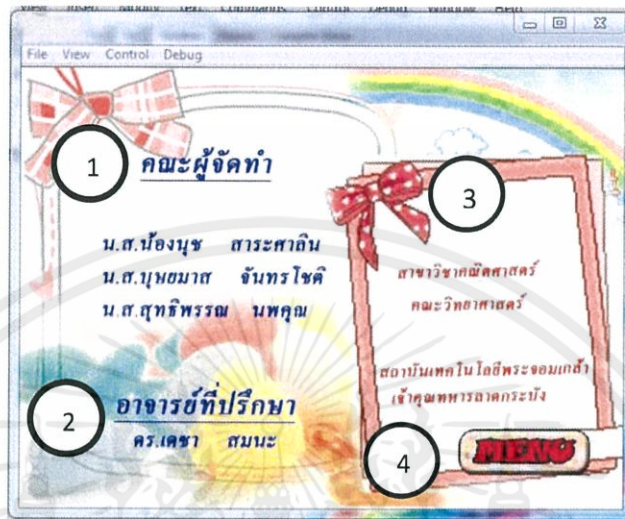 File View Control Debug
1
คณะผู้จัดทำ
น.ส.น้องนุช สาระศาลิน
น.ส.บุษยมาส จันทรโชติ
น.ส.สุทธิพรรณ นพคุณ
2
อาจารย์ที่ปรึกษา
ดร.เดชา สมนะ
3
สาขาวิชาคณิตศาสตร์
คณะวิทยาศาสตร์
สถาบันเทคโนโลยีพระจอมเกล้า
เจ้าคุณทหารลาดกระบัง
4
MENU